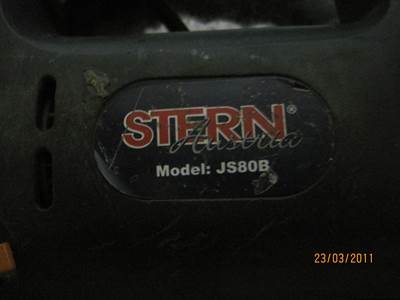 STERN®
Austria
Model: JS80B
23/03/2011